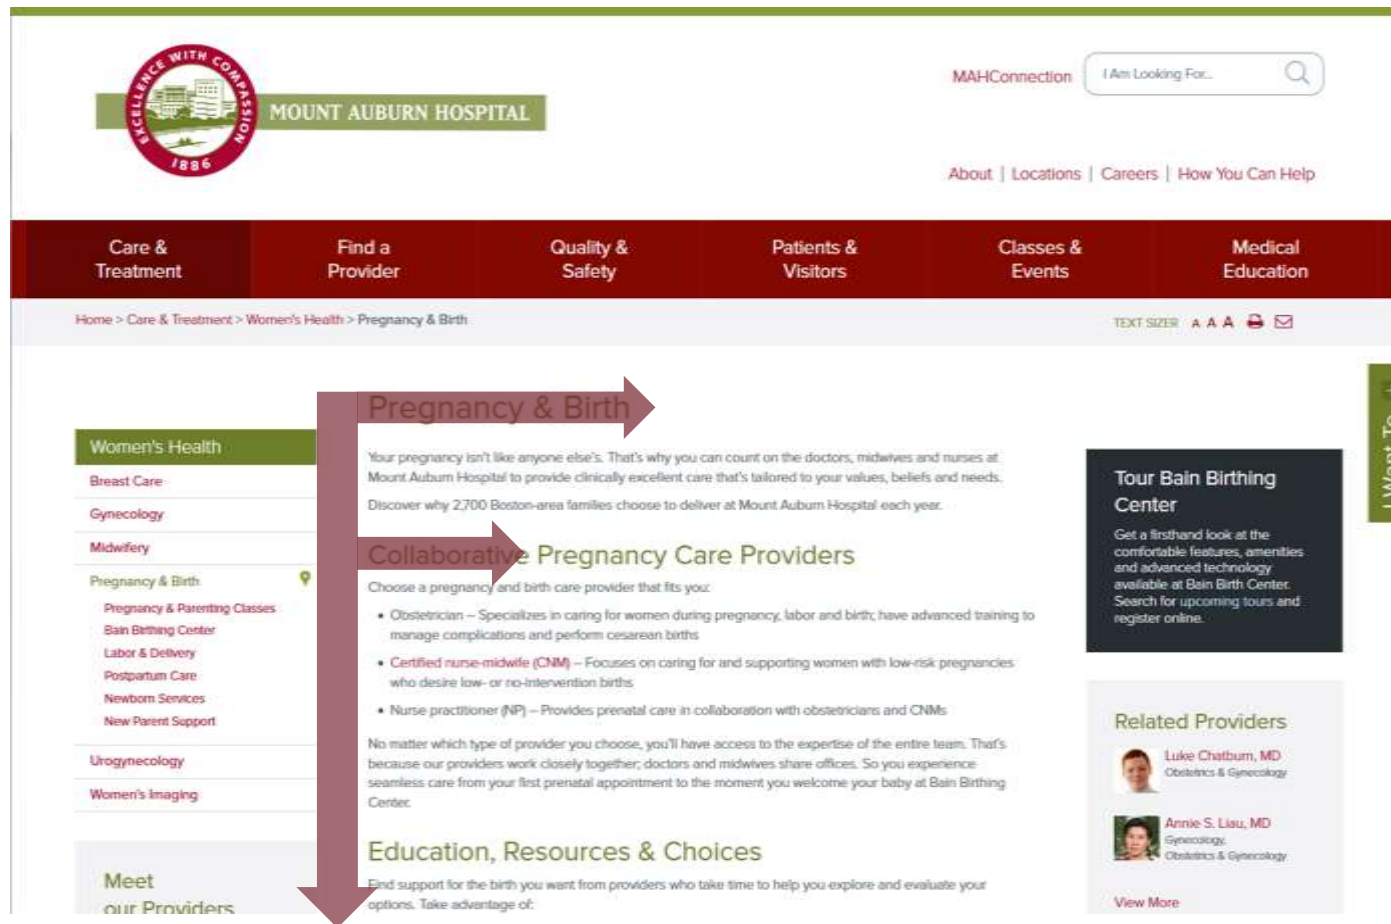 EXCELLENCE WITH COMPASSION
1886
MOUNT AUBURN HOSPITAL
MAHConnection
I Am Looking For...
About | Locations | Careers | How You Can Help
Care & Treatment
Find a Provider
Quality & Safety
Patients & Visitors
Classes & Events
Medical Education
Home > Care & Treatment > Women's Health > Pregnancy & Birth
TEXT SIZER A A A
I Want To
Women's Health
Breast Care
Gynecology
Midwifery
Pregnancy & Birth
Pregnancy & Parenting Classes
Bain Birthing Center
Labor & Delivery
Postpartum Care
Newborn Services
New Parent Support
Urogynecology
Women's Imaging
Meet
our Providers
Pregnancy & Birth
Your pregnancy isn't like anyone else's. That's why you can count on the doctors, midwives and nurses at
Mount Auburn Hospital to provide clinically excellent care that's tailored to your values, beliefs and needs.
Discover why 2,700 Boston-area families choose to deliver at Mount Auburn Hospital each year.
Collaborative Pregnancy Care Providers
Choose a pregnancy and birth care provider that fits you:
• Obstetrician – Specializes in caring for women during pregnancy, labor and birth; have advanced training to
manage complications and perform cesarean births
• Certified nurse-midwife (CNM) – Focuses on caring for and supporting women with low-risk pregnancies
who desire low- or no-intervention births
• Nurse practitioner (NP) – Provides prenatal care in collaboration with obstetricians and CNMs
No matter which type of provider you choose, you'll have access to the expertise of the entire team. That's
because our providers work closely together; doctors and midwives share offices. So you experience
seamless care from your first prenatal appointment to the moment you welcome your baby at Bain Birthing
Center.
Education, Resources & Choices
Find support for the birth you want from providers who take time to help you explore and evaluate your
options. Take advantage of:
Tour Bain Birthing
Center
Get a firsthand look at the
comfortable features, amenities
and advanced technology
available at Bain Birth Center.
Search for upcoming tours and
register online.
Related Providers
Luke Chatburn, MD
Obstetrics & Gynecology
Annie S. Liau, MD
Gynecology,
Obstetrics & Gynecology
View More